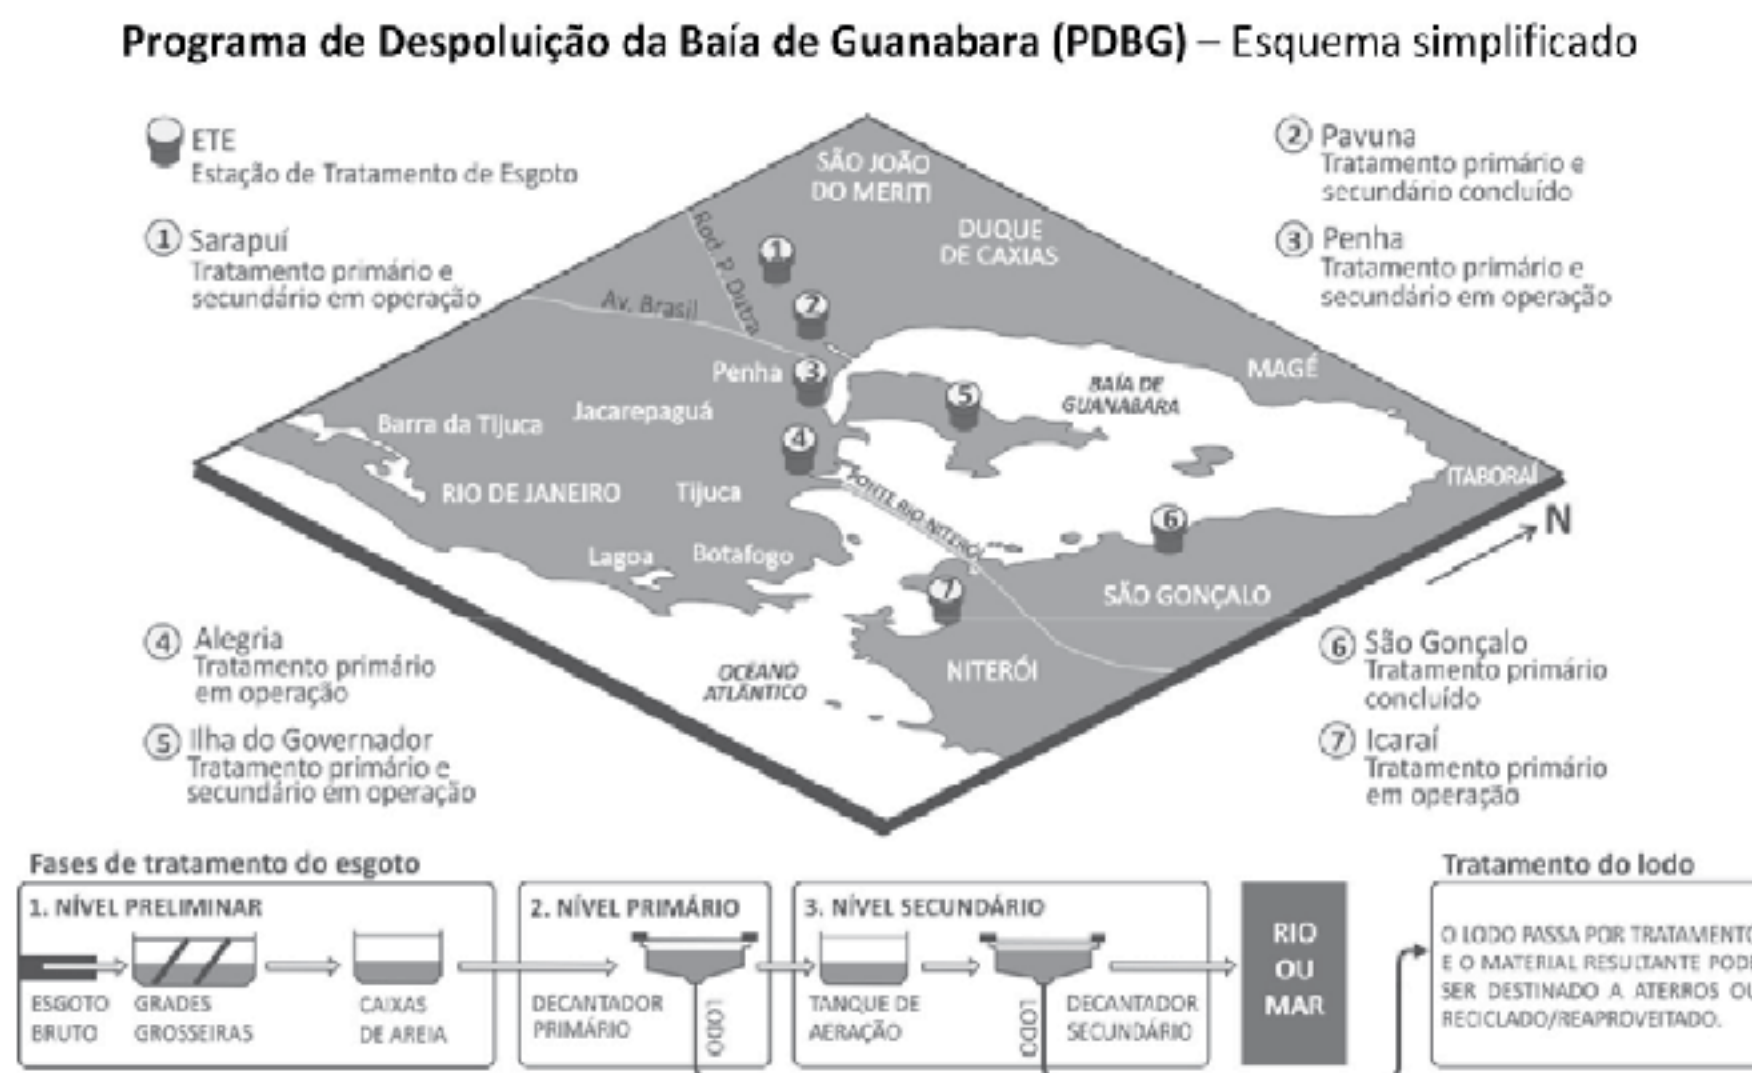 Programa de Despoluição da Baía de Guanabara (PDBG) – Esquema simplificado
ETE
Estação de Tratamento de Esgoto
1 Sarapuí
Tratamento primário e
secundário em operação
2 Pavuna
Tratamento primário e
secundário concluído
3 Penha
Tratamento primário e
secundário em operação
SÃO JOÃO
DO MERITI
DUQUE
DE CAXIAS
Rod. P. Dutra
Av. Brasil
1
2
3
4
5
6
7
Penha
Jacarepaguá
Barra da Tijuca
RIO DE JANEIRO
Tijuca
Lagoa
Botafogo
BAÍA DE
GUANABARA
MAGÉ
ITABORAÍ
N
PONTE RIO NITERÓI
SÃO GONÇALO
NITERÓI
OCEANO
ATLÂNTICO
4 Alegria
Tratamento primário
em operação
5 Ilha do Governador
Tratamento primário e
secundário em operação
6 São Gonçalo
Tratamento primário
concluído
7 Icaraí
Tratamento primário
em operação
Fases de tratamento do esgoto
1. NÍVEL PRELIMINAR
ESGOTO
BRUTO
GRADES
GROSSEIRAS
CAIXAS
DE AREIA
2. NÍVEL PRIMÁRIO
DECANTADOR
PRIMÁRIO
LODO
3. NÍVEL SECUNDÁRIO
TANQUE DE
AERAÇÃO
LODO
DECANTADOR
SECUNDÁRIO
RIO
OU
MAR
Tratamento do lodo
O LODO PASSA POR TRATAMENTO
E O MATERIAL RESULTANTE PODE
SER DESTINADO A ATERROS OU
RECICLADO/REAPROVEITADO.